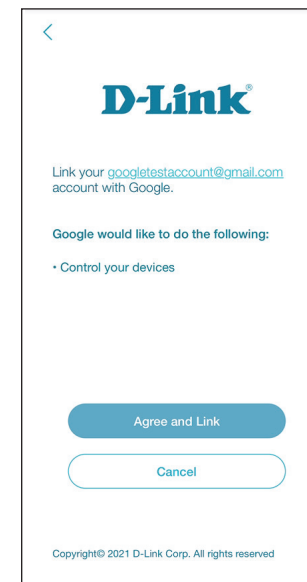 D-Link®
Link your googletestaccount@gmail.com
account with Google.
Google would like to do the following:
• Control your devices
Agree and Link
Cancel
Copyright© 2021 D-Link Corp. All rights reserved